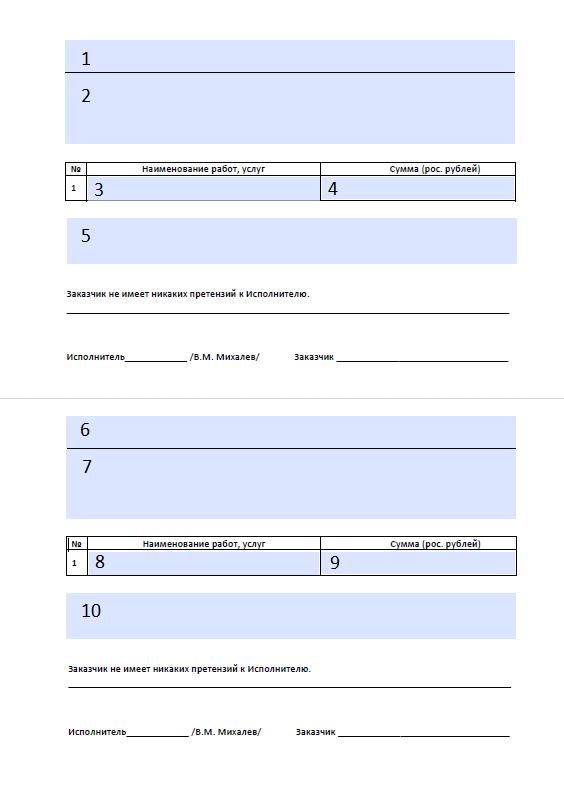 1
2
№ Наименование работ, услуг Сумма (рос. рублей)
1 3 4
5
Заказчик не имеет никаких претензий к Исполнителю.
Исполнитель____________ /В.М. Михалев/ Заказчик _________________________________
6
7
№ Наименование работ, услуг Сумма (рос. рублей)
1 8 9
10
Заказчик не имеет никаких претензий к Исполнителю.
Исполнитель____________ /В.М. Михалев/ Заказчик _________________________________